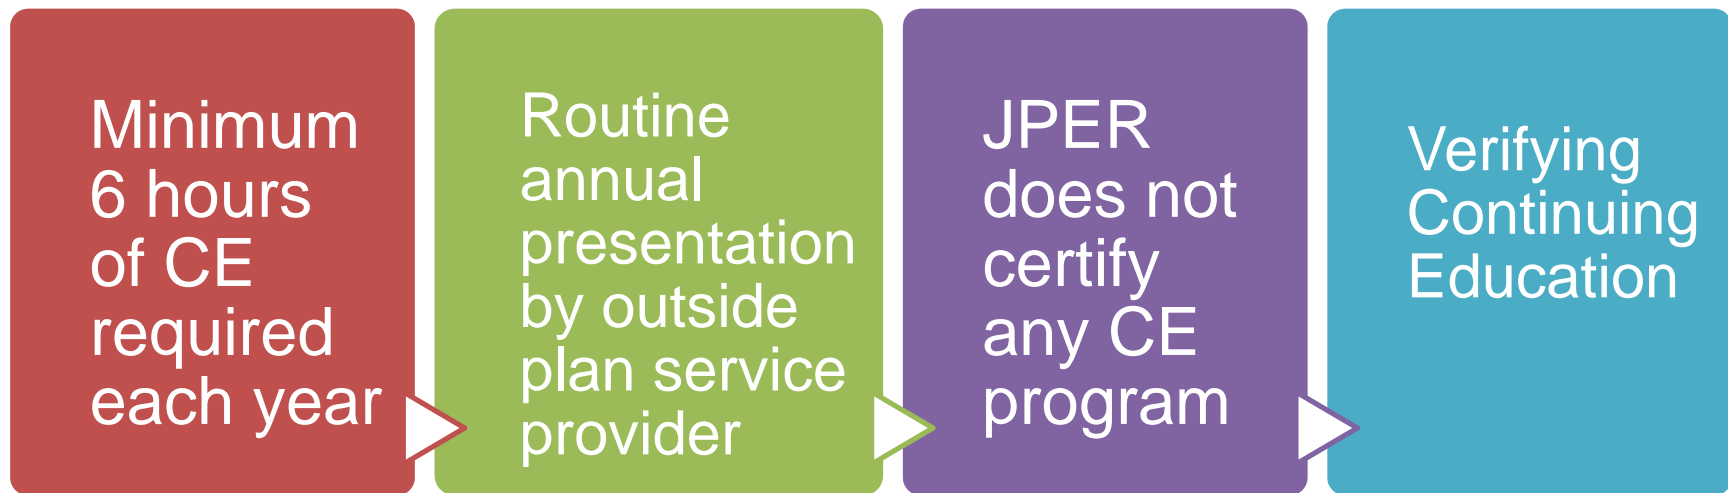 Minimum
6 hours
of CE
required
each year
Routine
annual
presentation
by outside
plan service
provider
JPER
does not
certify
any CE
program
Verifying
Continuing
Education